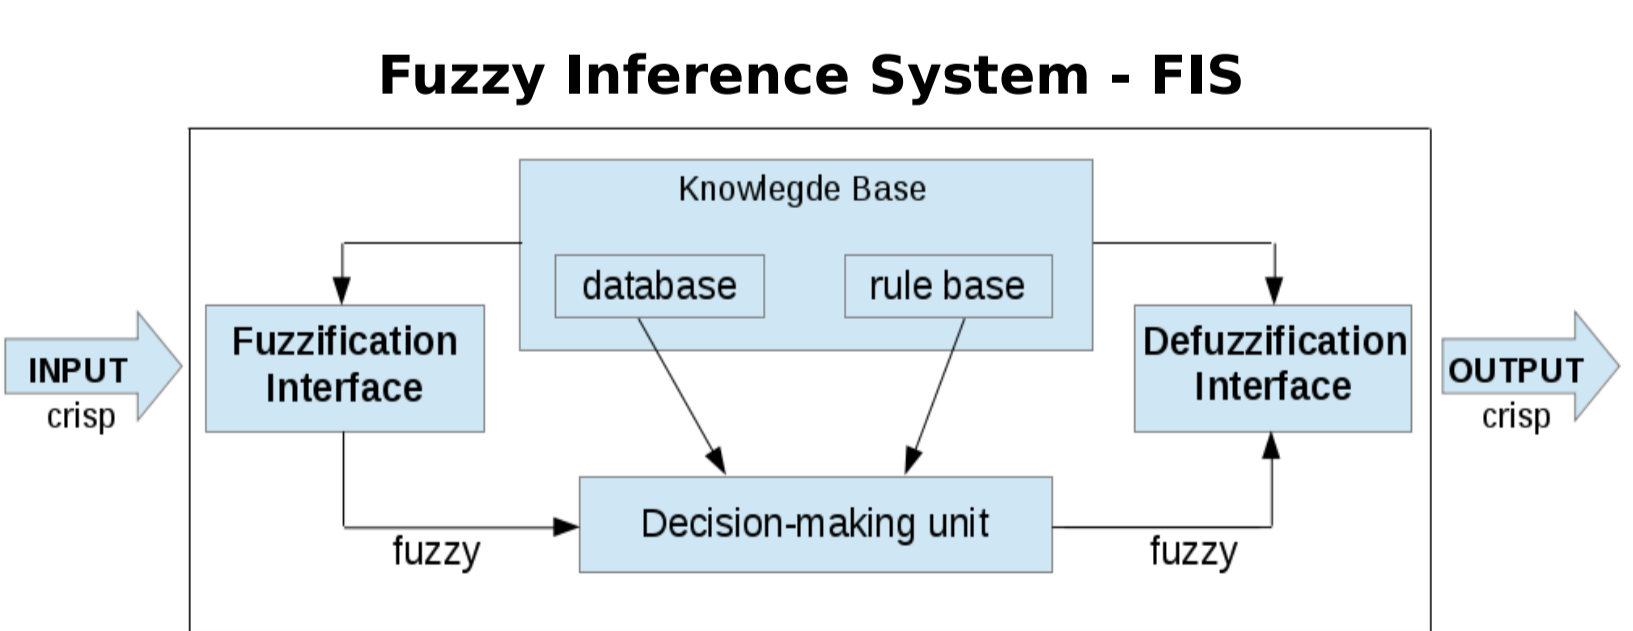 Fuzzy Inference System - FIS
Knowlegde Base
database
rule base
Fuzzification
Interface
Defuzzification
Interface
INPUT
crisp
OUTPUT
crisp
Decision-making unit
fuzzy
fuzzy